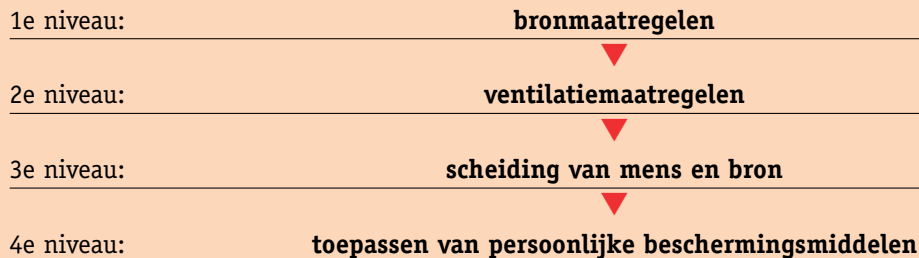 1e niveau: bronmaatregelen
2e niveau: ventilatiemaatregelen
3e niveau: scheiding van mens en bron
4e niveau: toepassen van persoonlijke beschermingsmiddelen